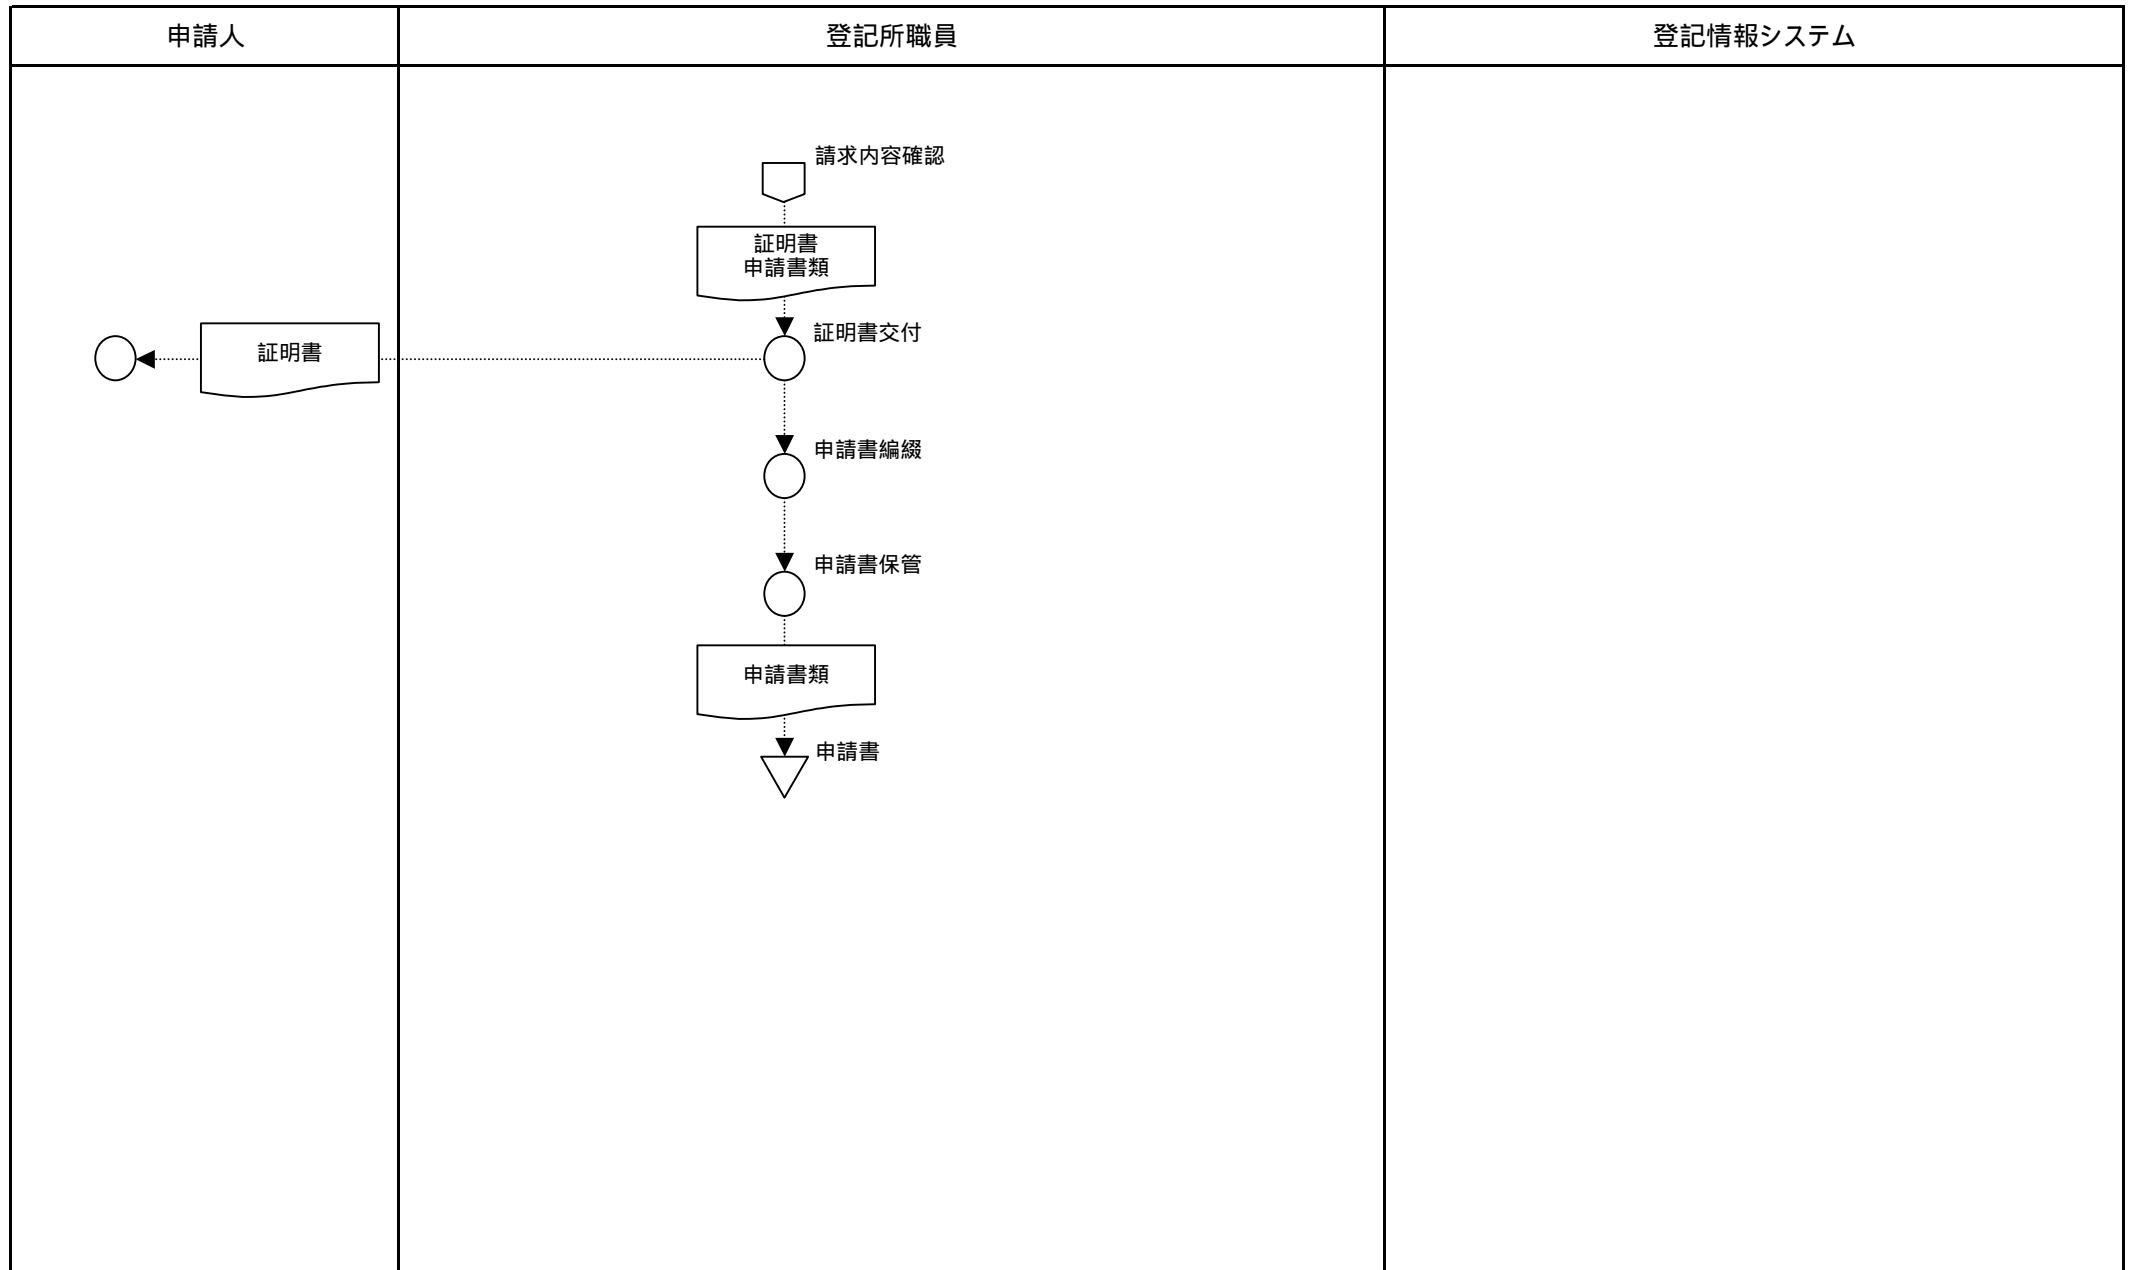 申請人
登記所職員
登記情報システム
請求内容確認
証明書
申請書類
証明書交付
証明書
申請書編綴
申請書保管
申請書類
申請書